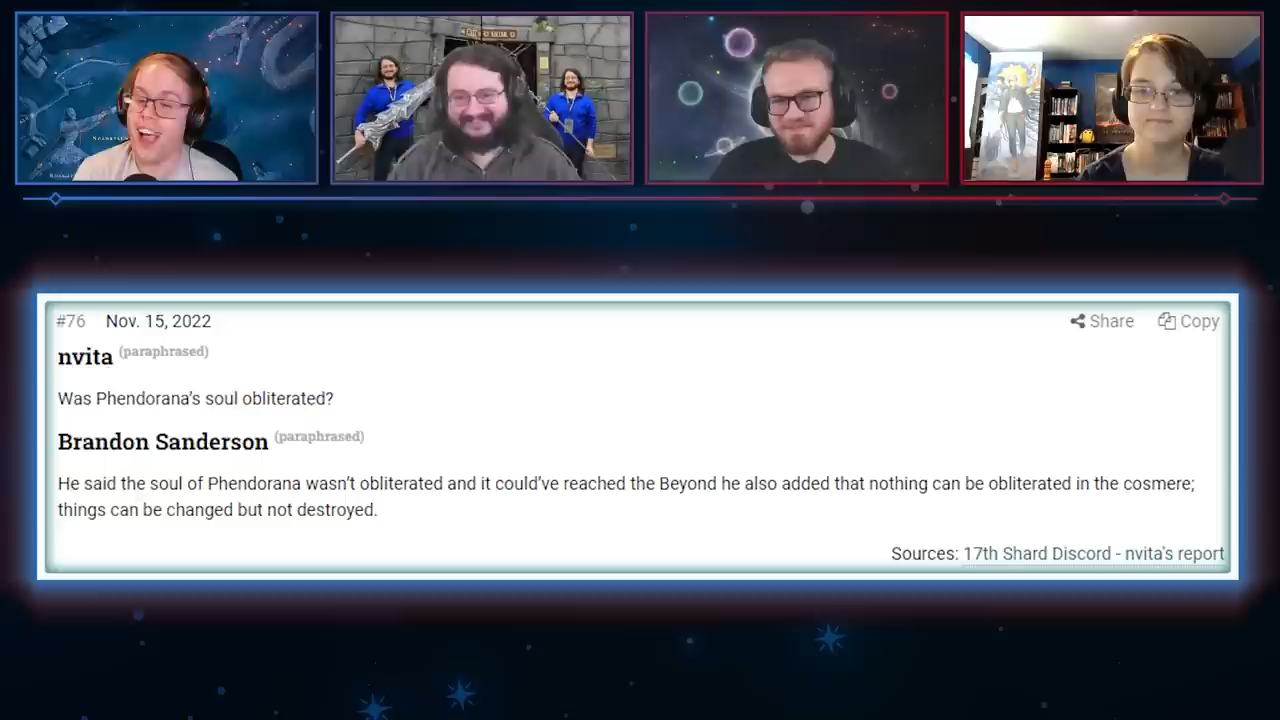 #76 Nov. 15, 2022 Share Copy
nvita (paraphrased)
Was Phendorana's soul obliterated?
Brandon Sanderson (paraphrased)
He said the soul of Phendorana wasn't obliterated and it could've reached the Beyond he also added that nothing can be obliterated in the cosmere;
things can be changed but not destroyed.
Sources: 17th Shard Discord - nvita's report